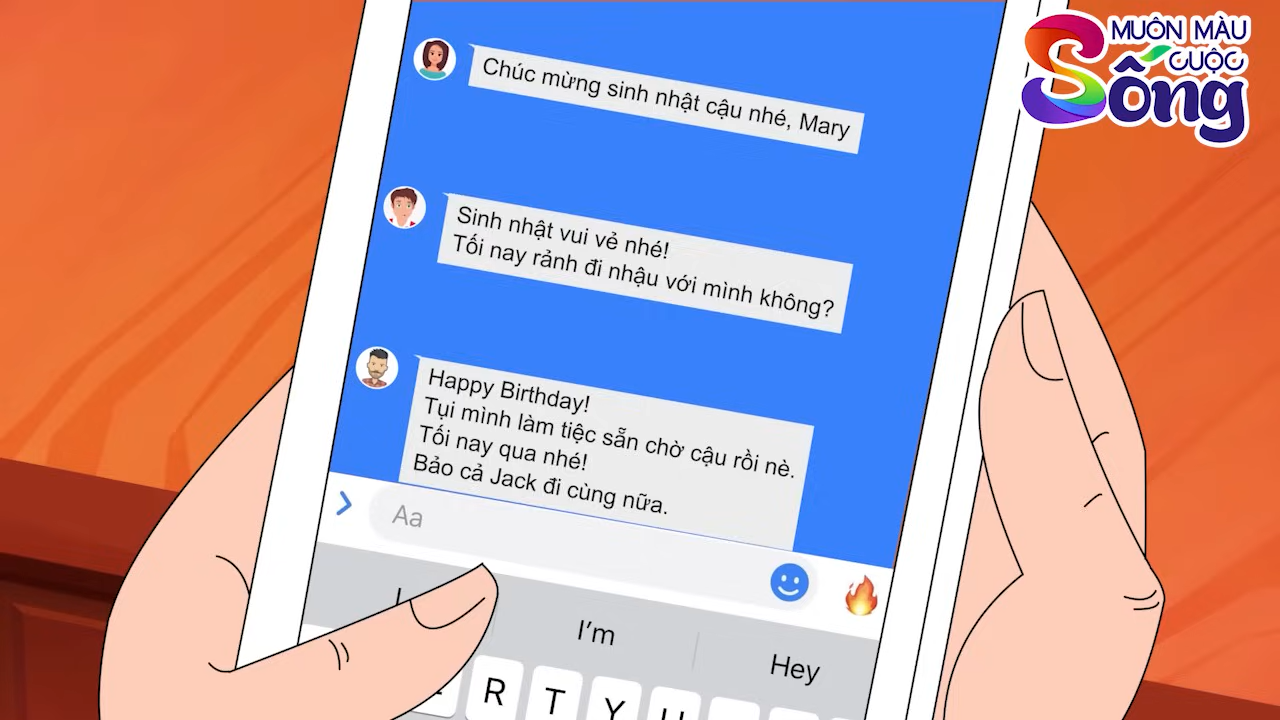 MUÔN MÀU
CUỘC
Sống
Chúc mừng sinh nhật cậu nhé, Mary
Sinh nhật vui vẻ nhé!
Tối nay rảnh đi nhậu với mình không?
Happy Birthday!
Tụi mình làm tiệc sẵn chờ cậu rồi nè.
Tối nay qua nhé!
Bảo cả Jack đi cùng nữa.
Aa
I'm
Hey
R T Y